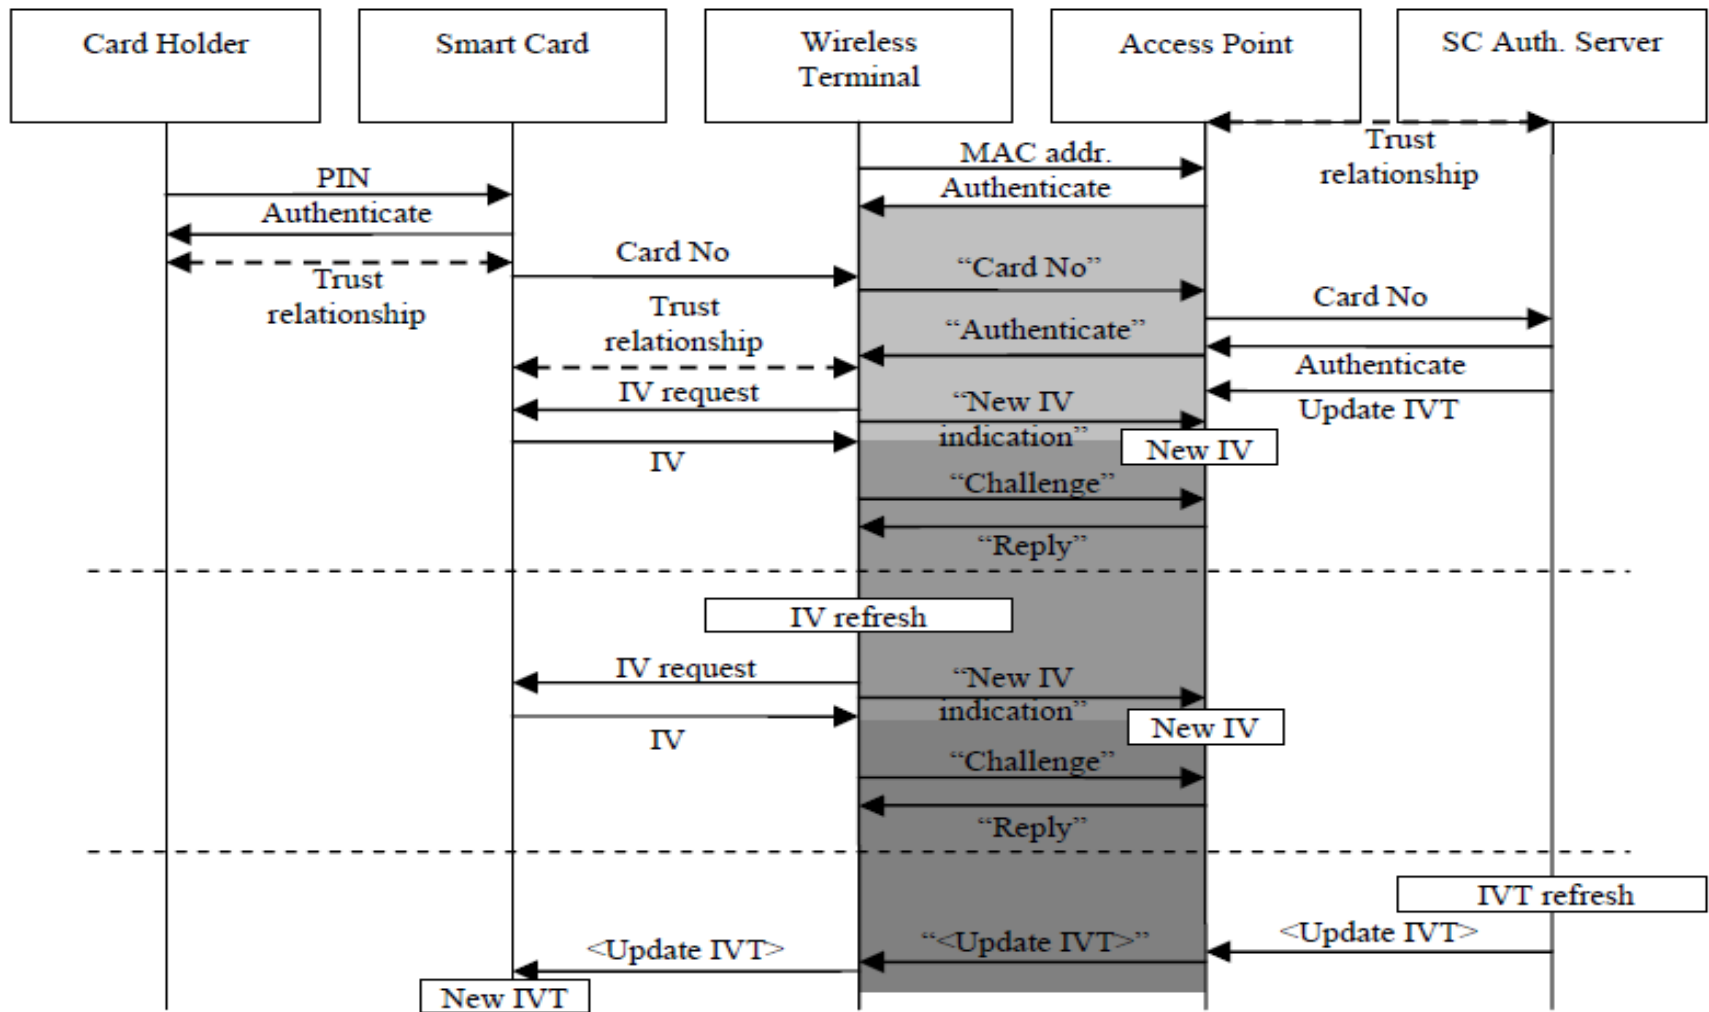 Card Holder
Smart Card
Wireless
Terminal
Access Point
SC Auth. Server
Trust
relationship
MAC addr.
Authenticate
PIN
Authenticate
Trust
relationship
Card No
“Card No”
Card No
Trust
relationship
“Authenticate”
Authenticate
IV request
“New IV
indication”
Update IVT
New IV
IV
“Challenge”
“Reply”
IV refresh
IV request
“New IV
indication”
New IV
IV
“Challenge”
“Reply”
IVT refresh
<Update IVT>
“<Update IVT>”
<Update IVT>
New IVT